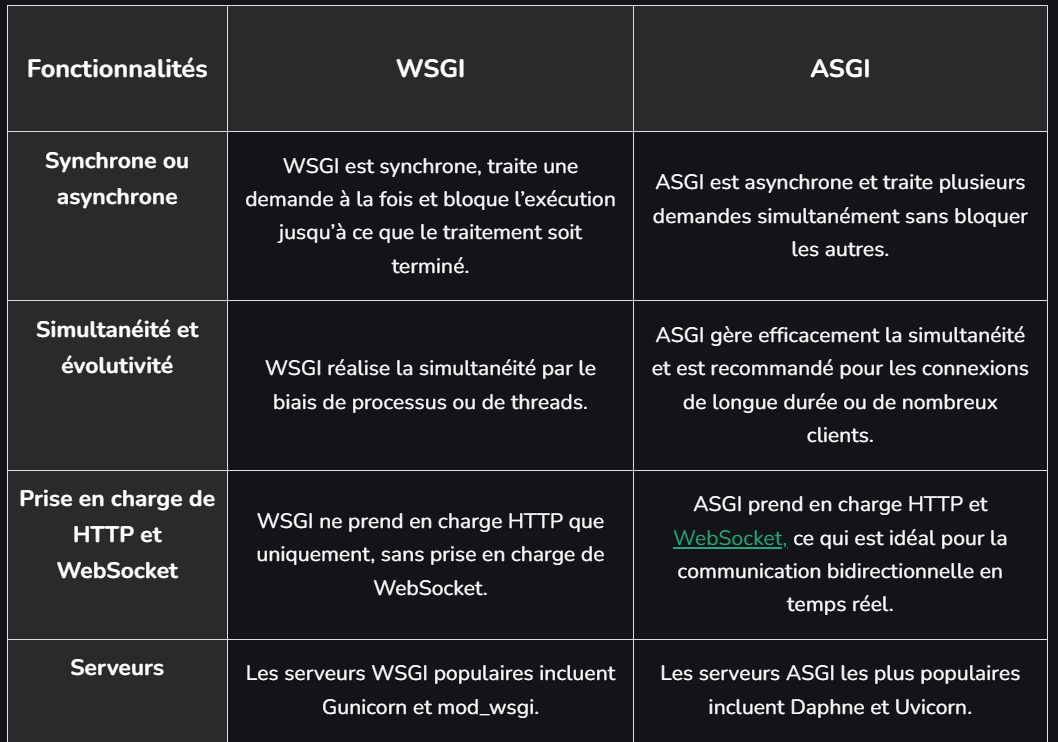 Fonctionnalités
WSGI
ASGI
Synchrone ou
asynchrone
WSGI est synchrone, traite une
demande à la fois et bloque l’exécution
jusqu’à ce que le traitement soit
terminé.
ASGI est asynchrone et traite plusieurs
demandes simultanément sans bloquer
les autres.
Simultanéité et
évolutivité
WSGI réalise la simultanéité par le
biais de processus ou de threads.
ASGI gère efficacement la simultanéité
et est recommandé pour les connexions
de longue durée ou de nombreux
clients.
Prise en charge de
HTTP et
WebSocket
WSGI ne prend en charge HTTP que
uniquement, sans prise en charge de
WebSocket.
ASGI prend en charge HTTP et
WebSocket, ce qui est idéal pour la
communication bidirectionnelle en
temps réel.
Serveurs
Les serveurs WSGI populaires incluent
Gunicorn et mod_wsgi.
Les serveurs ASGI les plus populaires
incluent Daphne et Uvicorn.